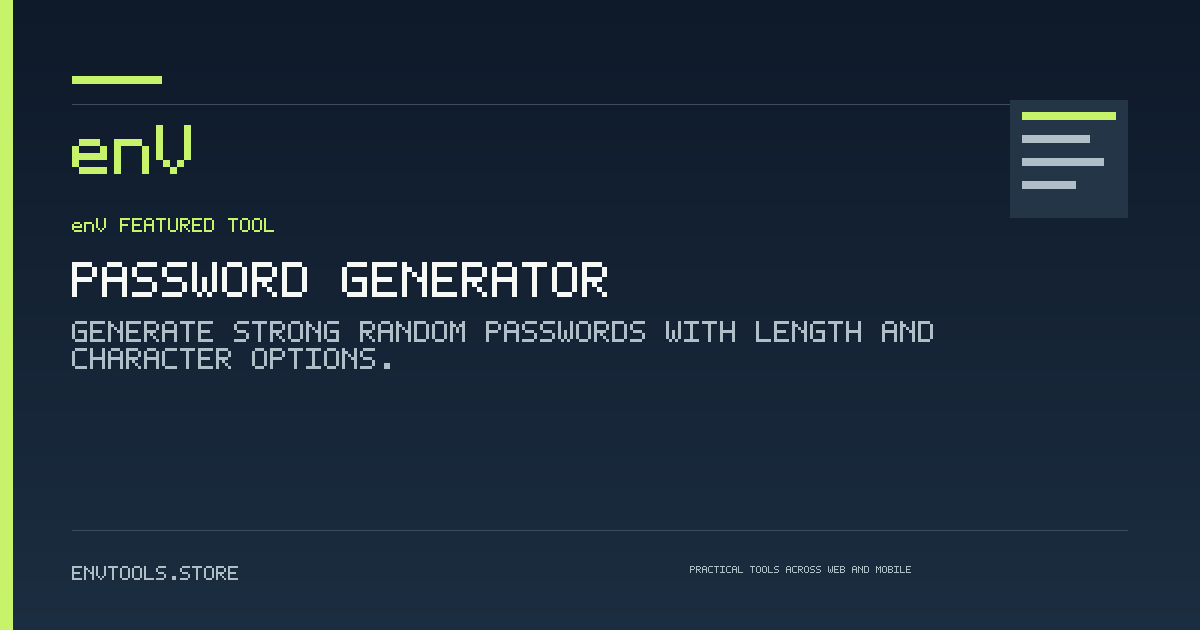 enV
enV FEATURED TOOL
PASSWORD GENERATOR
GENERATE STRONG RANDOM PASSWORDS WITH LENGTH AND
CHARACTER OPTIONS.
ENVTOOLS.STORE
PRACTICAL TOOLS ACROSS WEB AND MOBILE